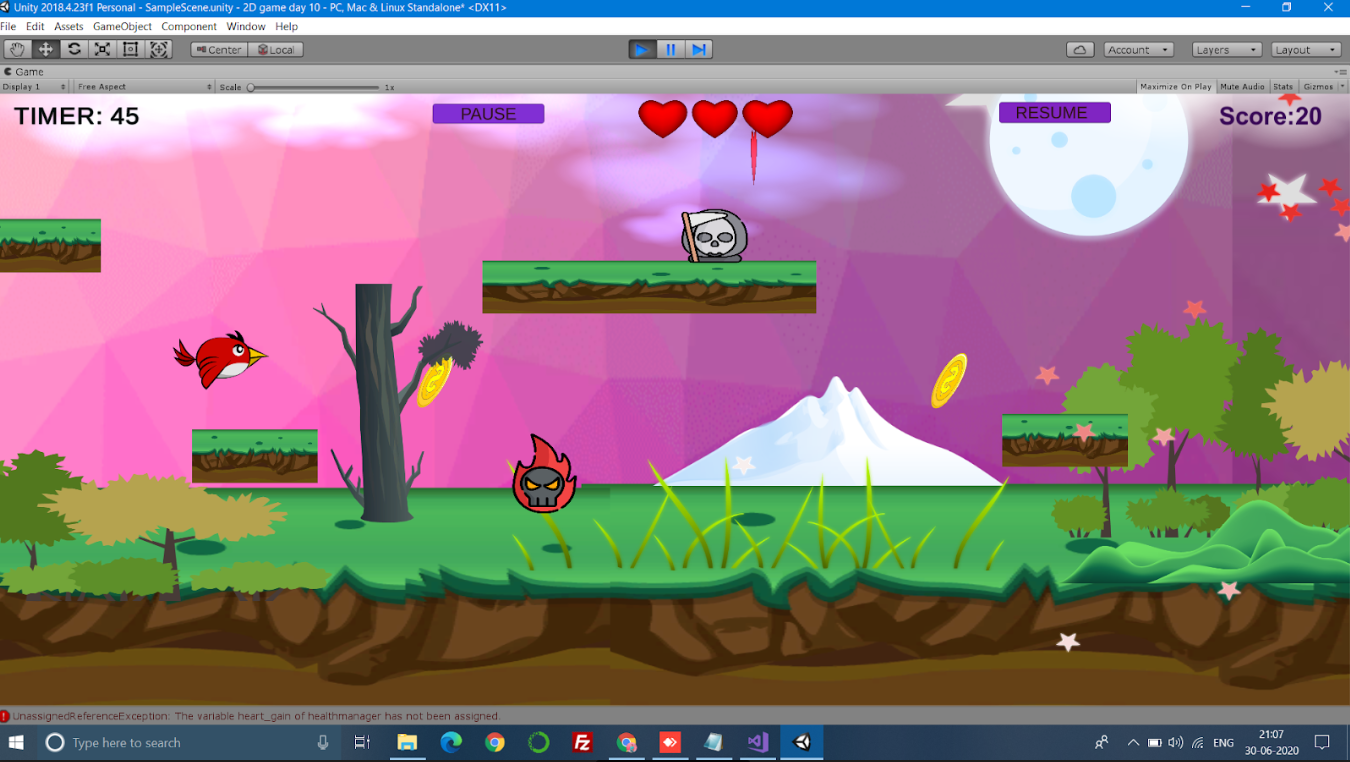 Unity 2018.4.23f1 Personal - SampleScene.unity - 2D game day 10 - PC, Mac & Linux Standalone* <DX11>
File Edit Assets GameObject Component Window Help
Center Local Account Layers Layout
Game
Display 1 Free Aspect Scale 1x Maximize On Play Mute Audio Stats Gizmos
TIMER: 45 PAUSE RESUME Score:20
UnassignedReferenceException: The variable heart_gain of healthmanager has not been assigned.
Type here to search ENG 21:07
30-06-2020